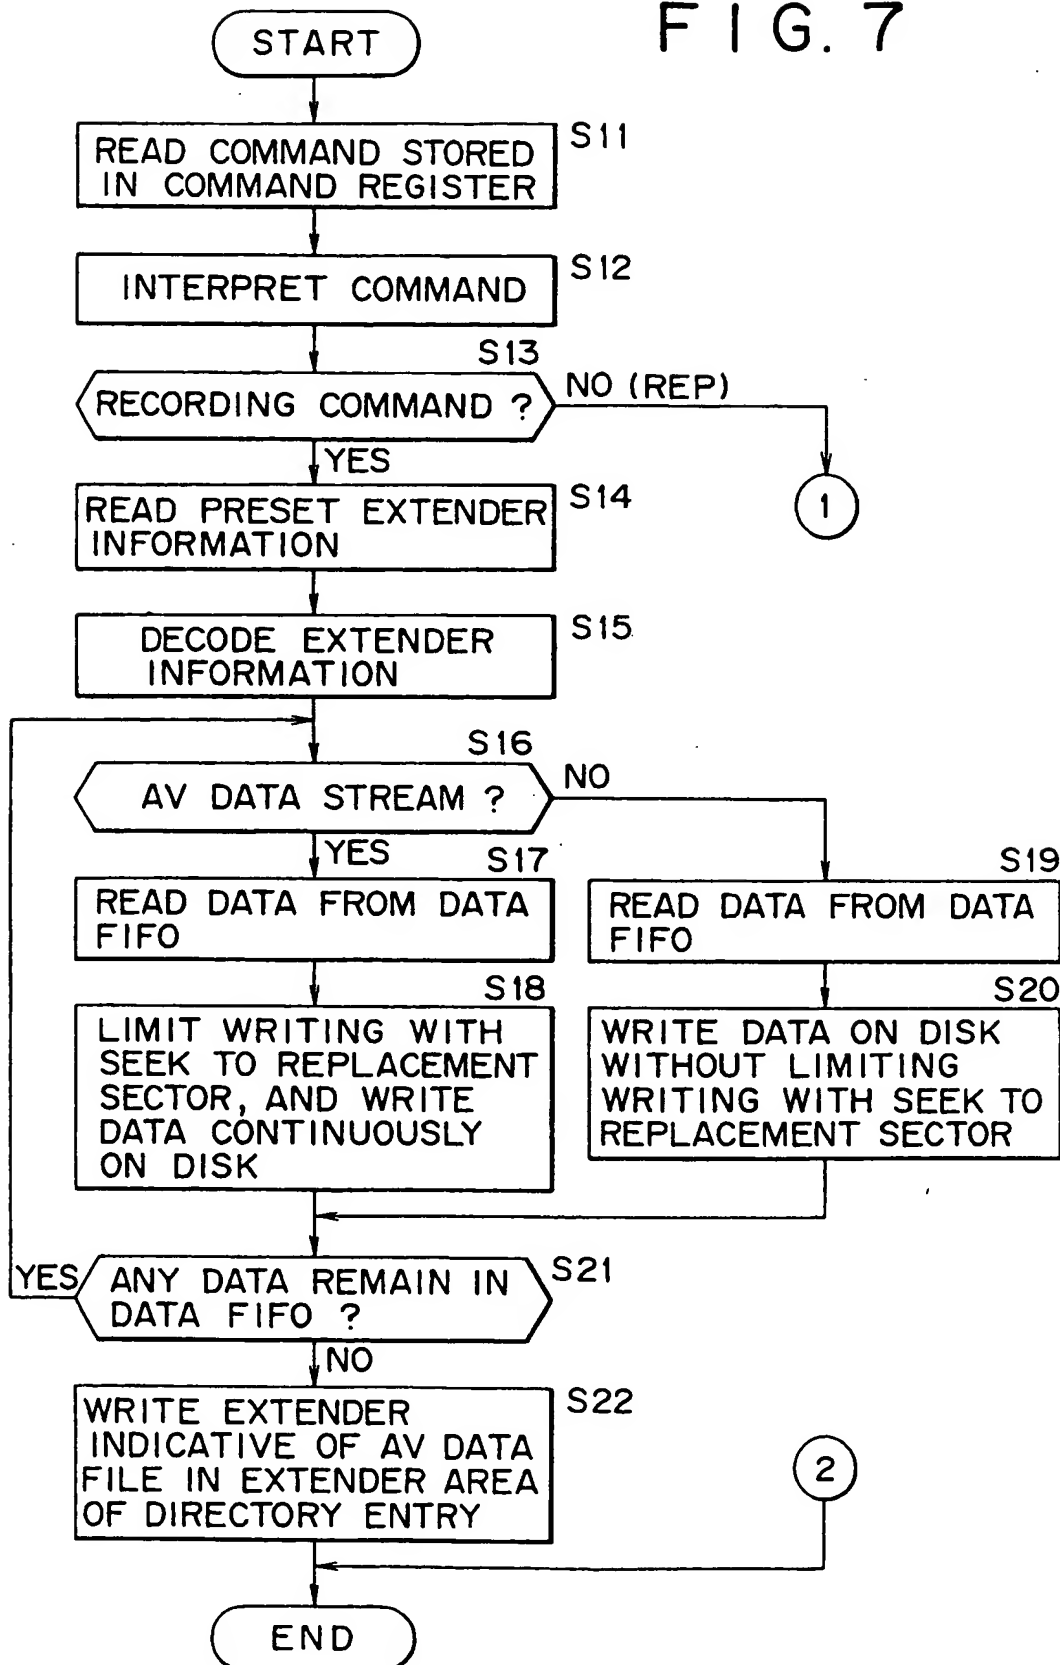 FIG. 7
START
S11
READ COMMAND STORED
IN COMMAND REGISTER
S12
INTERPRET COMMAND
S13
RECORDING COMMAND ?
NO (REP)
YES
1
S14
READ PRESET EXTENDER
INFORMATION
S15
DECODE EXTENDER
INFORMATION
S16
AV DATA STREAM ?
NO
YES
S17
READ DATA FROM DATA
FIFO
S19
READ DATA FROM DATA
FIFO
S18
LIMIT WRITING WITH
SEEK TO REPLACEMENT
SECTOR, AND WRITE
DATA CONTINUOUSLY
ON DISK
S20
WRITE DATA ON DISK
WITHOUT LIMITING
WRITING WITH SEEK TO
REPLACEMENT SECTOR
S21
YES
ANY DATA REMAIN IN
DATA FIFO ?
NO
S22
WRITE EXTENDER
INDICATIVE OF AV DATA
FILE IN EXTENDER AREA
OF DIRECTORY ENTRY
2
END